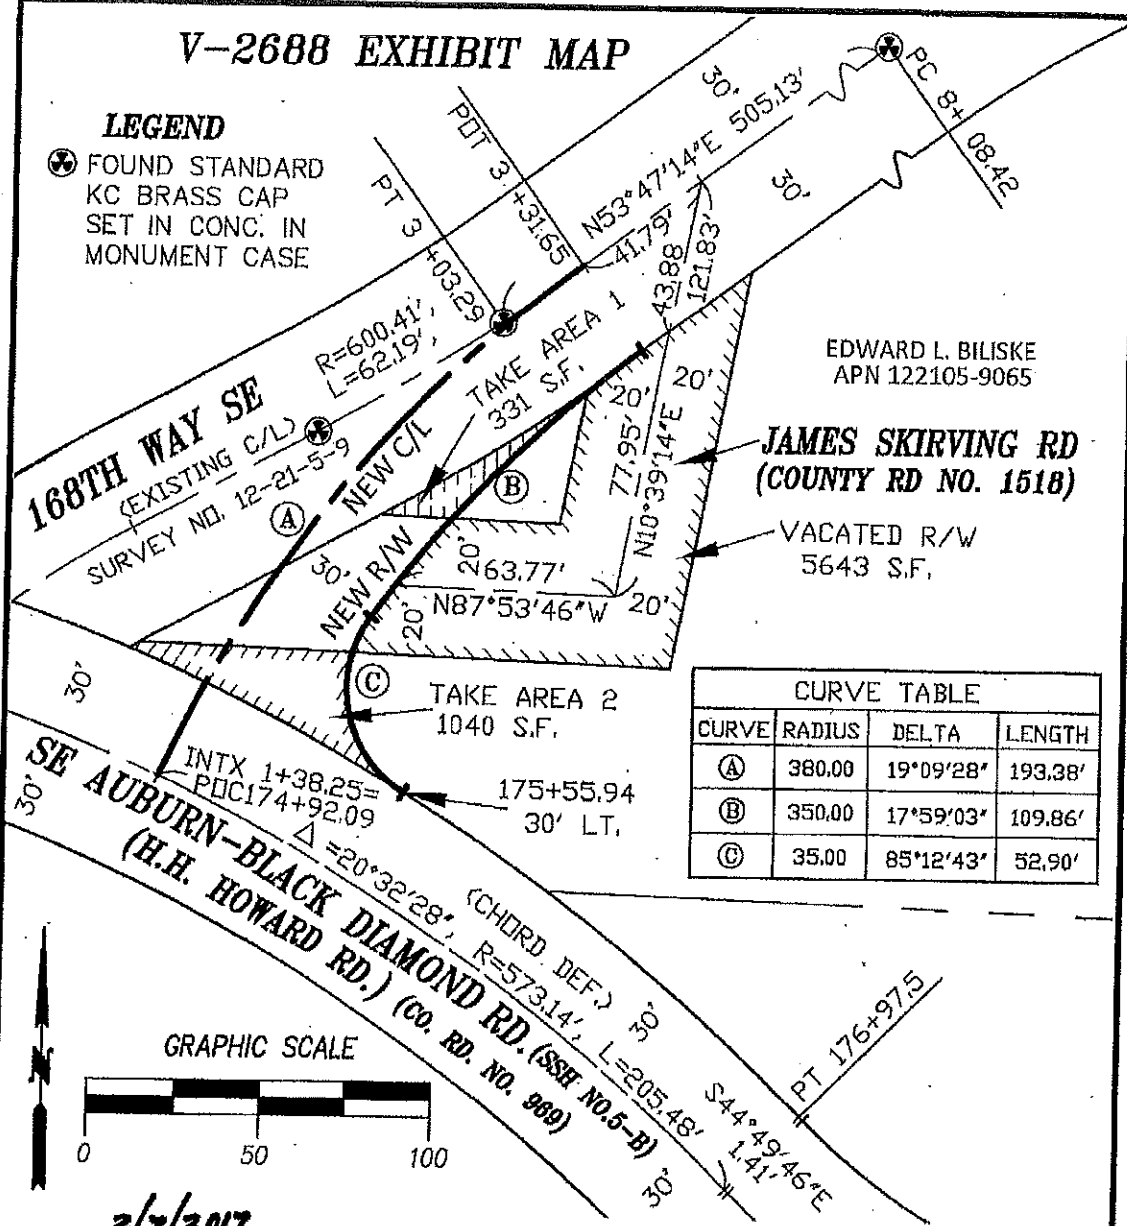 V-2688 EXHIBIT MAP
LEGEND
FOUND STANDARD
KC BRASS CAP
SET IN CONC. IN
MONUMENT CASE
PT 3 +03.29
POT 3 +31.65
PC 8+ 08.42
30'
N53°47'14"E 505.13'
41.79'
30'
43.88
121.83'
R=600.41',
L=62.19',
TAKE AREA 1
331 S.F.
EDWARD L. BILISKE
APN 122105-9065
168TH WAY SE
(EXISTING C/L)
SURVEY NO. 12-21-5-9
A
NEW C/L
B
20'
20'
77.95'
N10°39'14"E
JAMES SKIRVING RD
(COUNTY RD NO. 1518)
VACATED R/W
5643 S.F.
30'
NEW R/W
20'
63.77'
N87°53'46"W
20'
20'
C
TAKE AREA 2
1040 S.F.
30'
CURVE TABLE
CURVE RADIUS DELTA LENGTH
A 380.00 19°09'28" 193.38'
B 350.00 17°59'03" 109.86'
C 35.00 85°12'43" 52.90'
INTX 1+38.25=
POC174+92.09
175+55.94
30' LT.
30'
SE AUBURN-BLACK DIAMOND RD. (SSH NO.5-B)
(H.H. HOWARD RD.) (CO. RD. NO. 969)
Δ =20°32'28", R=573.14', L=205.48'
(CHORD DEF.)
30'
PT 176+97.5
S44°49'46"E
1.41'
30'
N
GRAPHIC SCALE
0 50 100